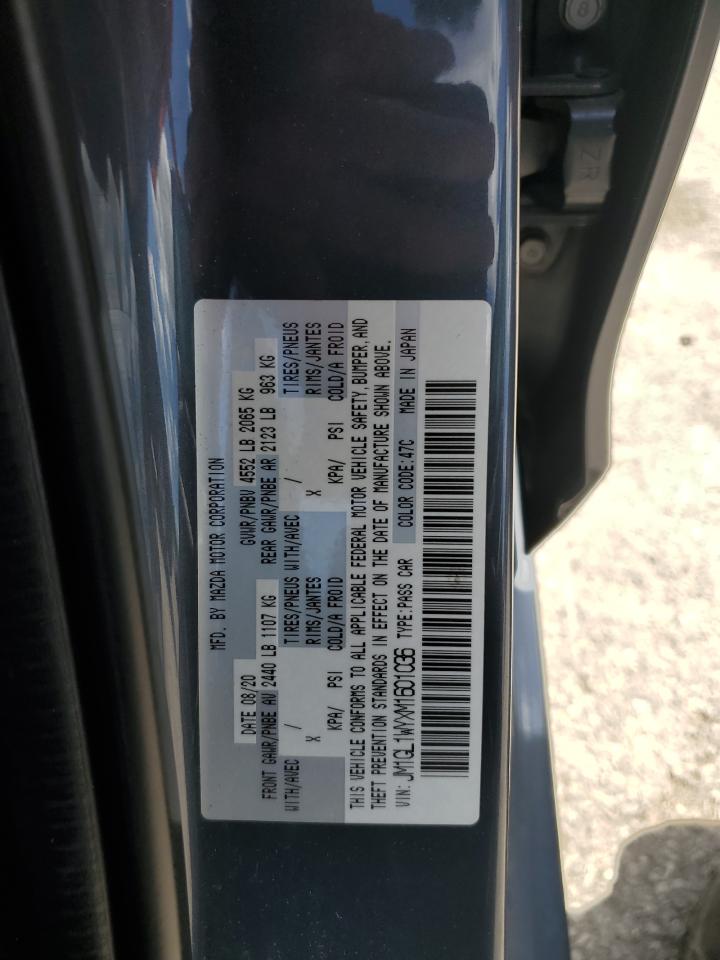 MFD. BY MAZDA MOTOR CORPORATION
DATE 08/20 GVWR/PNBV 4552 LB 2065 KG
FRONT GAWR/PNBE AV 2440 LB 1107 KG REAR GAWR/PNBE AR 2123 LB 963 KG
WITH/AVEC / TIRES/PNEUS WITH/AVEC / TIRES/PNEUS
X RIMS/JANTES X RIMS/JANTES
KPA/ PSI COLD/A FROID KPA/ PSI COLD/A FROID
THIS VEHICLE CONFORMS TO ALL APPLICABLE FEDERAL MOTOR VEHICLE SAFETY, BUMPER, AND
THEFT PREVENTION STANDARDS IN EFFECT ON THE DATE OF MANUFACTURE SHOWN ABOVE.
VIN: JM1GL1WYXM1601036 TYPE:PASS CAR COLOR CODE:47C MADE IN JAPAN
8
ZR